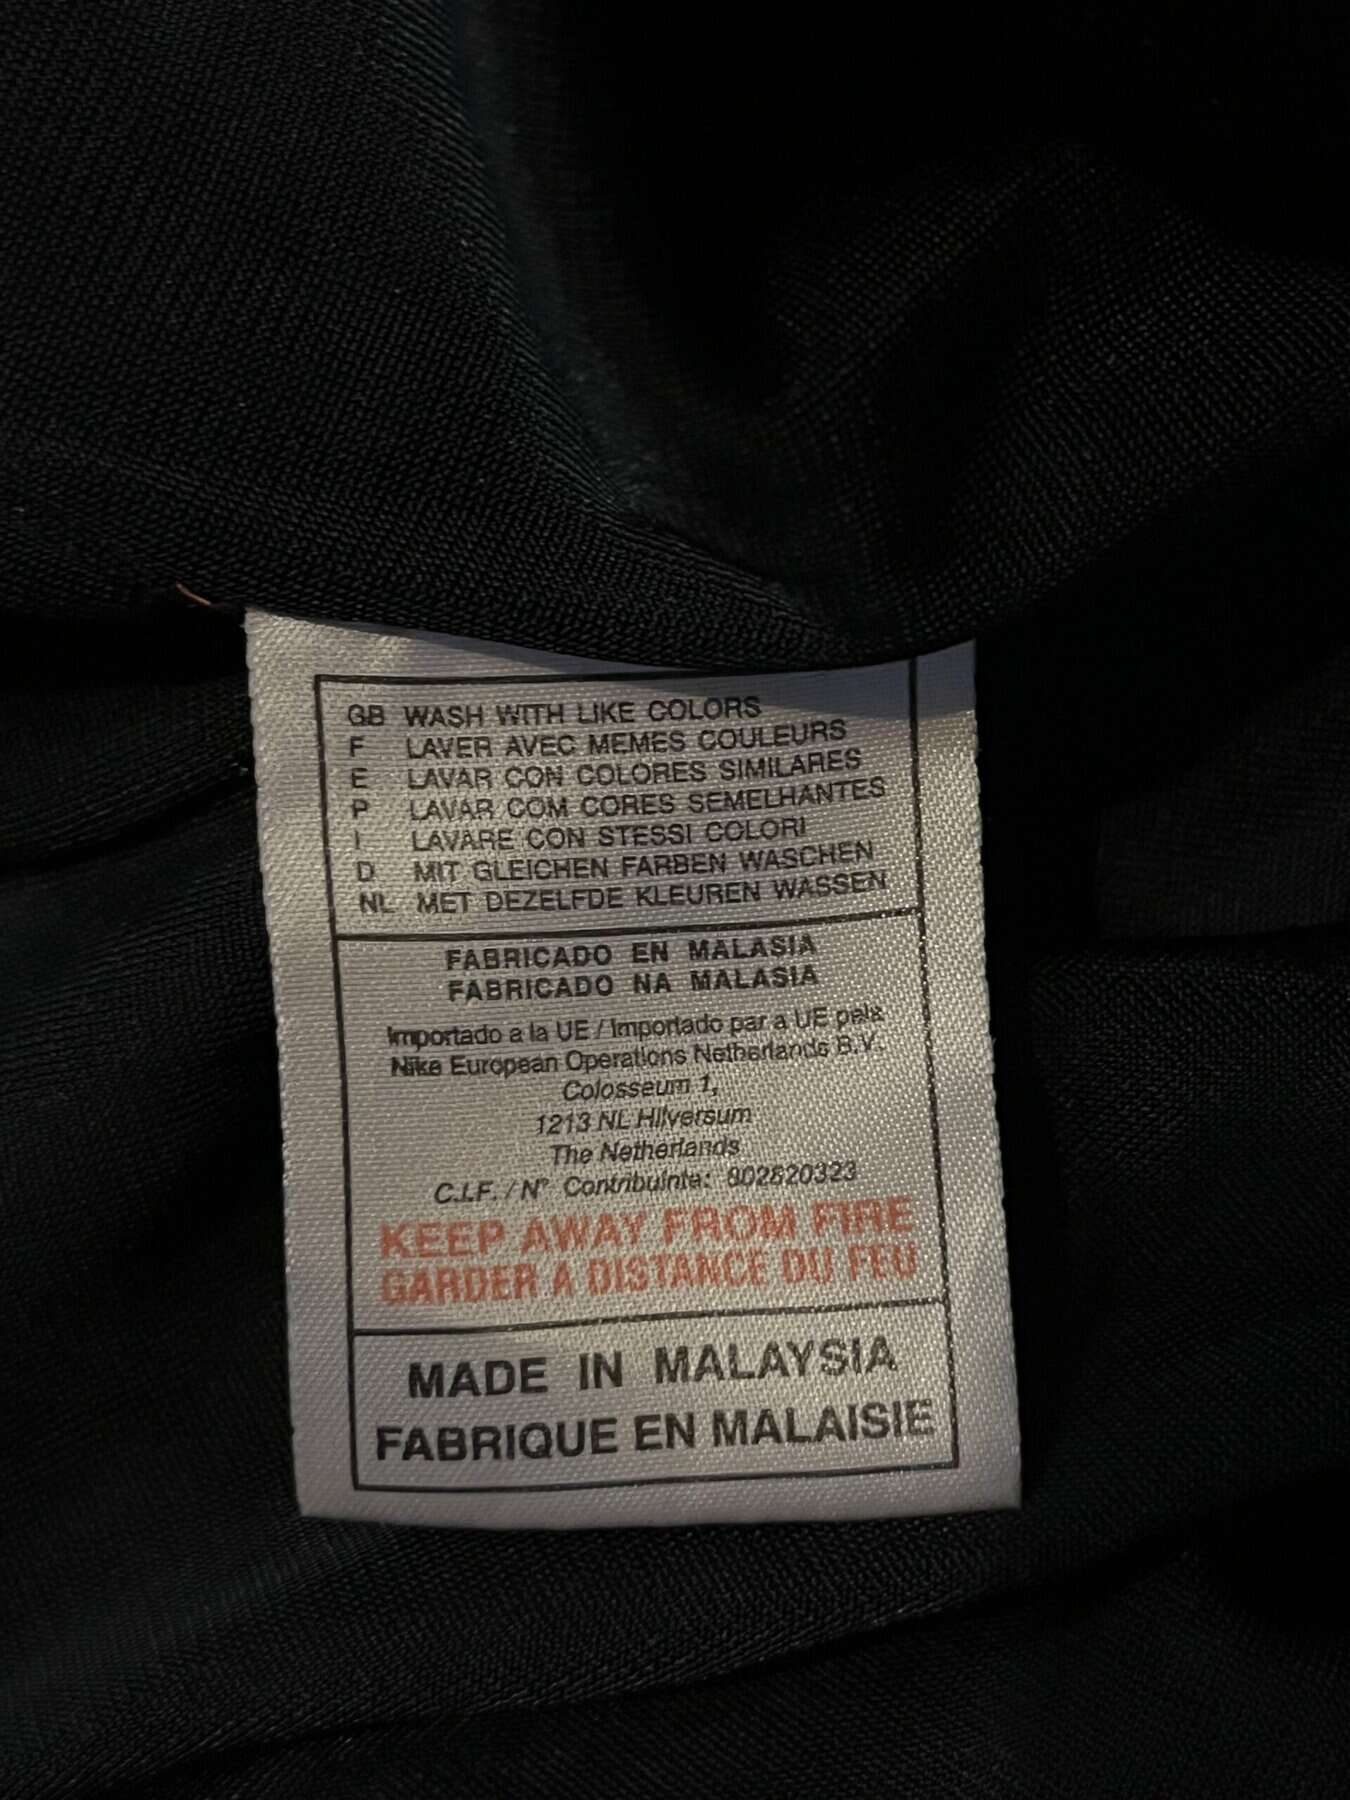 GB WASH WITH LIKE COLORS
F LAVER AVEC MEMES COULEURS
E LAVAR CON COLORES SIMILARES
P LAVAR COM CORES SEMELHANTES
I LAVARE CON STESSI COLORI
D MIT GLEICHEN FARBEN WASCHEN
NL MET DEZELFDE KLEUREN WASSEN
FABRICADO EN MALASIA
FABRICADO NA MALASIA
Importado a la UE / Importado par a UE pela
Nike European Operations Netherlands B.V.
Colosseum 1,
1213 NL Hilversum
The Netherlands
C.I.F. / Nº Contribuinte: 802820323
KEEP AWAY FROM FIRE
GARDER A DISTANCE DU FEU
MADE IN MALAYSIA
FABRIQUE EN MALAISIE